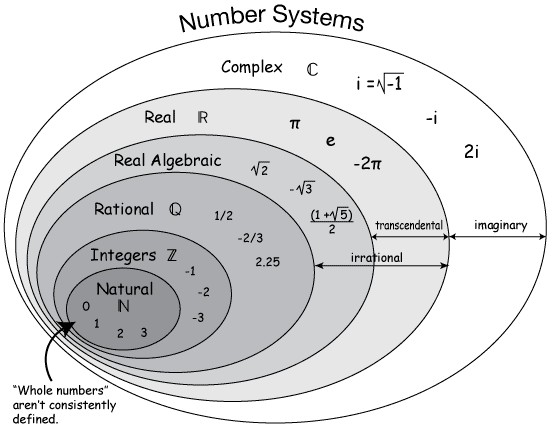 Number Systems
Complex ℂ
i = √-1
-i
2i
Real ℝ
π
e
-2π
Real Algebraic
√2
-√3
(1 +√5)
2
Rational ℚ
1/2
-2/3
2.25
transcendental
imaginary
irrational
Integers ℤ
-1
-2
-3
Natural
ℕ
0
1
2
3
"Whole numbers"
aren't consistently
defined.